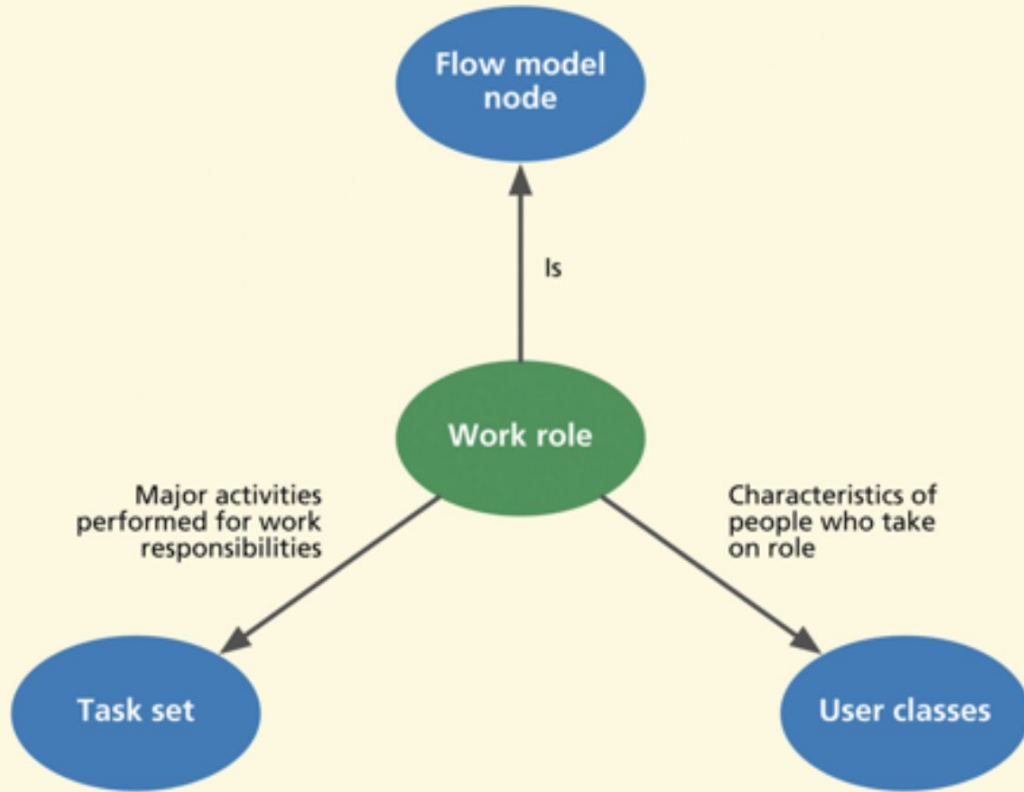 Flow model
node
Is
Work role
Major activities
performed for work
responsibilities
Characteristics of
people who take
on role
Task set
User classes